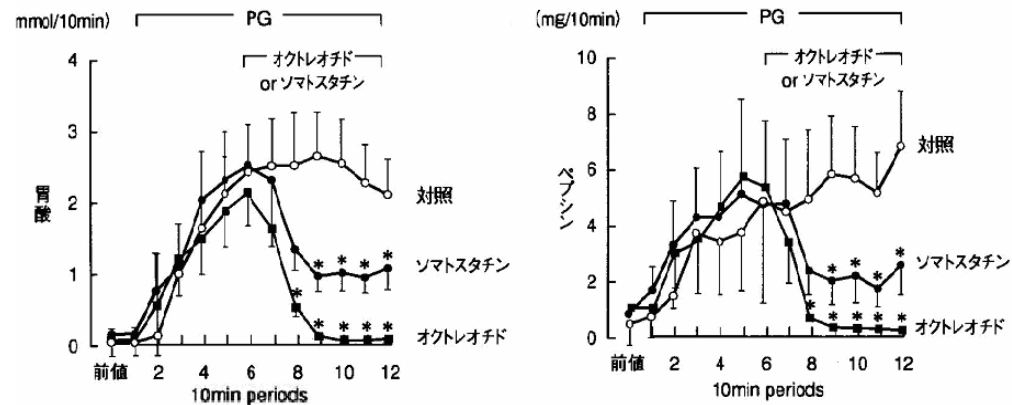 mmol/10min)
PG
オクトレオチド
or ソマトスタチン
4
3
2
1
0
胃酸
対照
ソマトスタチン
オクトレオチド
* * * *
* * * * *
前値 2 4 6 8 10 12
10min periods
(mg/10min)
PG
オクトレオチド
or ソマトスタチン
10
8
6
4
2
0
ペプシン
対照
ソマトスタチン
オクトレオチド
* * * *
* * * * *
前値 2 4 6 8 10 12
10min periods